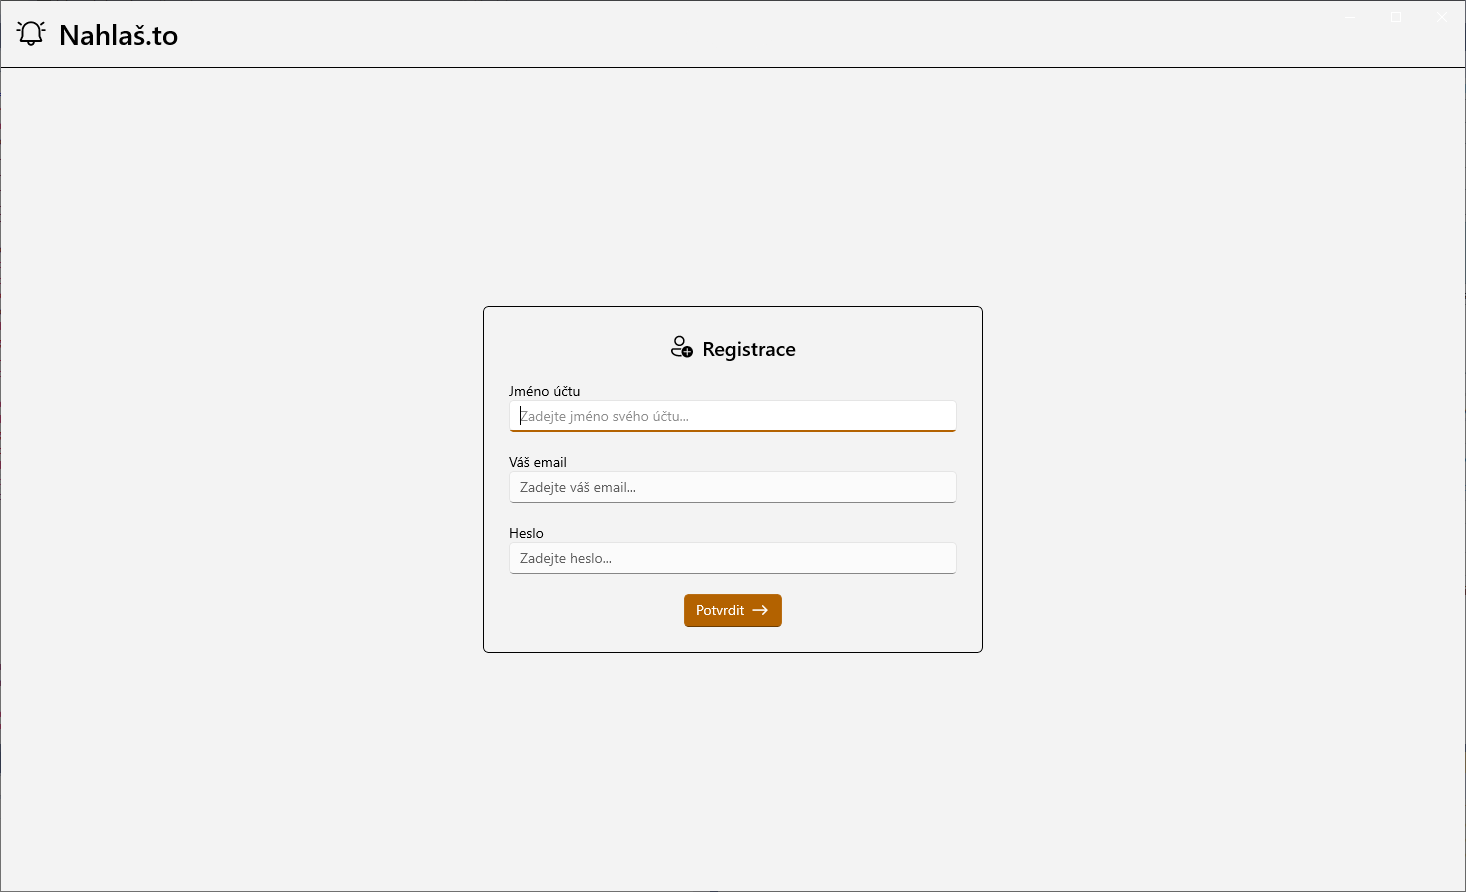 Nahlaš.to
Registrace
Jméno účtu
Zadejte jméno svého účtu...
Váš email
Zadejte váš email...
Heslo
Zadejte heslo...
Potvrdit